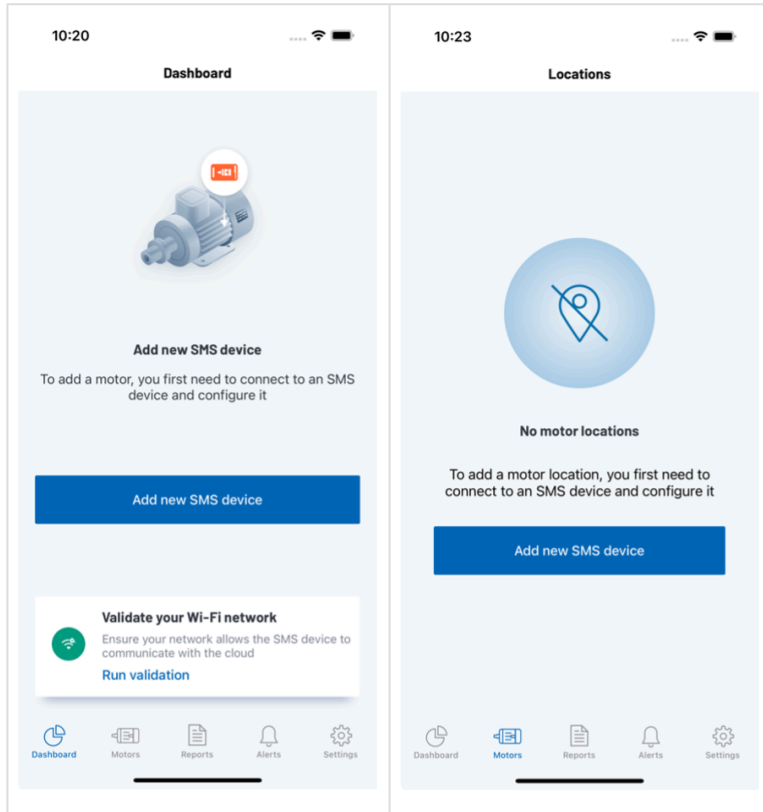 10:20
Dashboard
Add new SMS device
To add a motor, you first need to connect to an SMS
device and configure it
Add new SMS device
Validate your Wi-Fi network
Ensure your network allows the SMS device to
communicate with the cloud
Run validation
Dashboard
Motors
Reports
Alerts
Settings
10:23
Locations
No motor locations
To add a motor location, you first need to
connect to an SMS device and configure it
Add new SMS device
Dashboard
Motors
Reports
Alerts
Settings